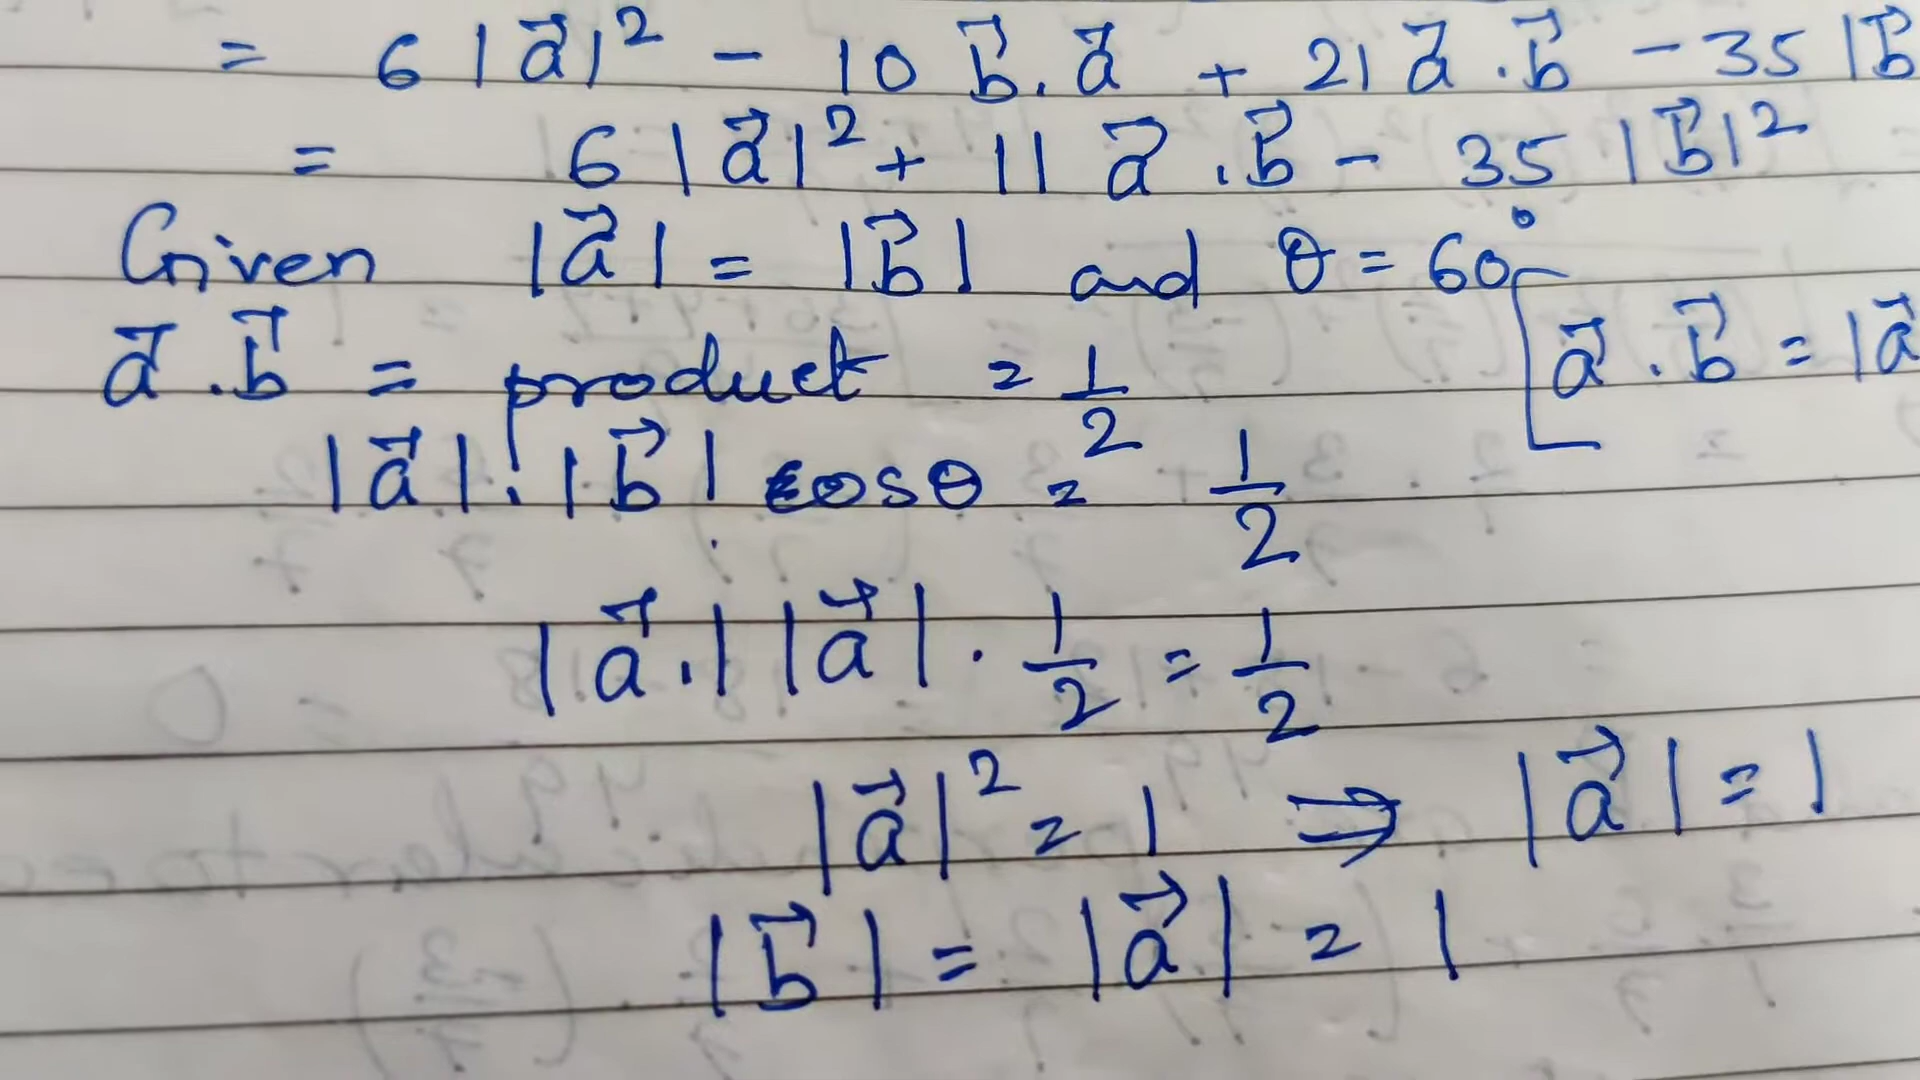 = 6|a⃗|² - 10 b⃗.a⃗ + 21 a⃗.b⃗ - 35|b⃗
= 6|a⃗|² + 11 a⃗.b⃗ - 35|b⃗|²
Given |a⃗| = |b⃗| and θ = 60°
a⃗.b⃗ = product = 1/2 [a⃗.b⃗ = |a⃗
|a⃗|.|b⃗| cosθ = 1/2
|a⃗.||a⃗|.1/2 = 1/2
|a⃗|² = 1 ⇒ |a⃗| = 1
|b⃗| = |a⃗| = 1